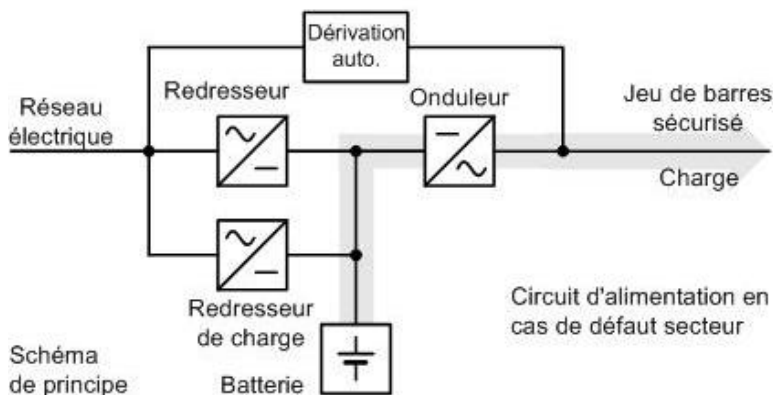 Dérivation
auto.
Réseau
électrique
Redresseur
Onduleur
Jeu de barres
sécurisé
Charge
Redresseur
de charge
Circuit d'alimentation en
cas de défaut secteur
Schéma
de principe
Batterie